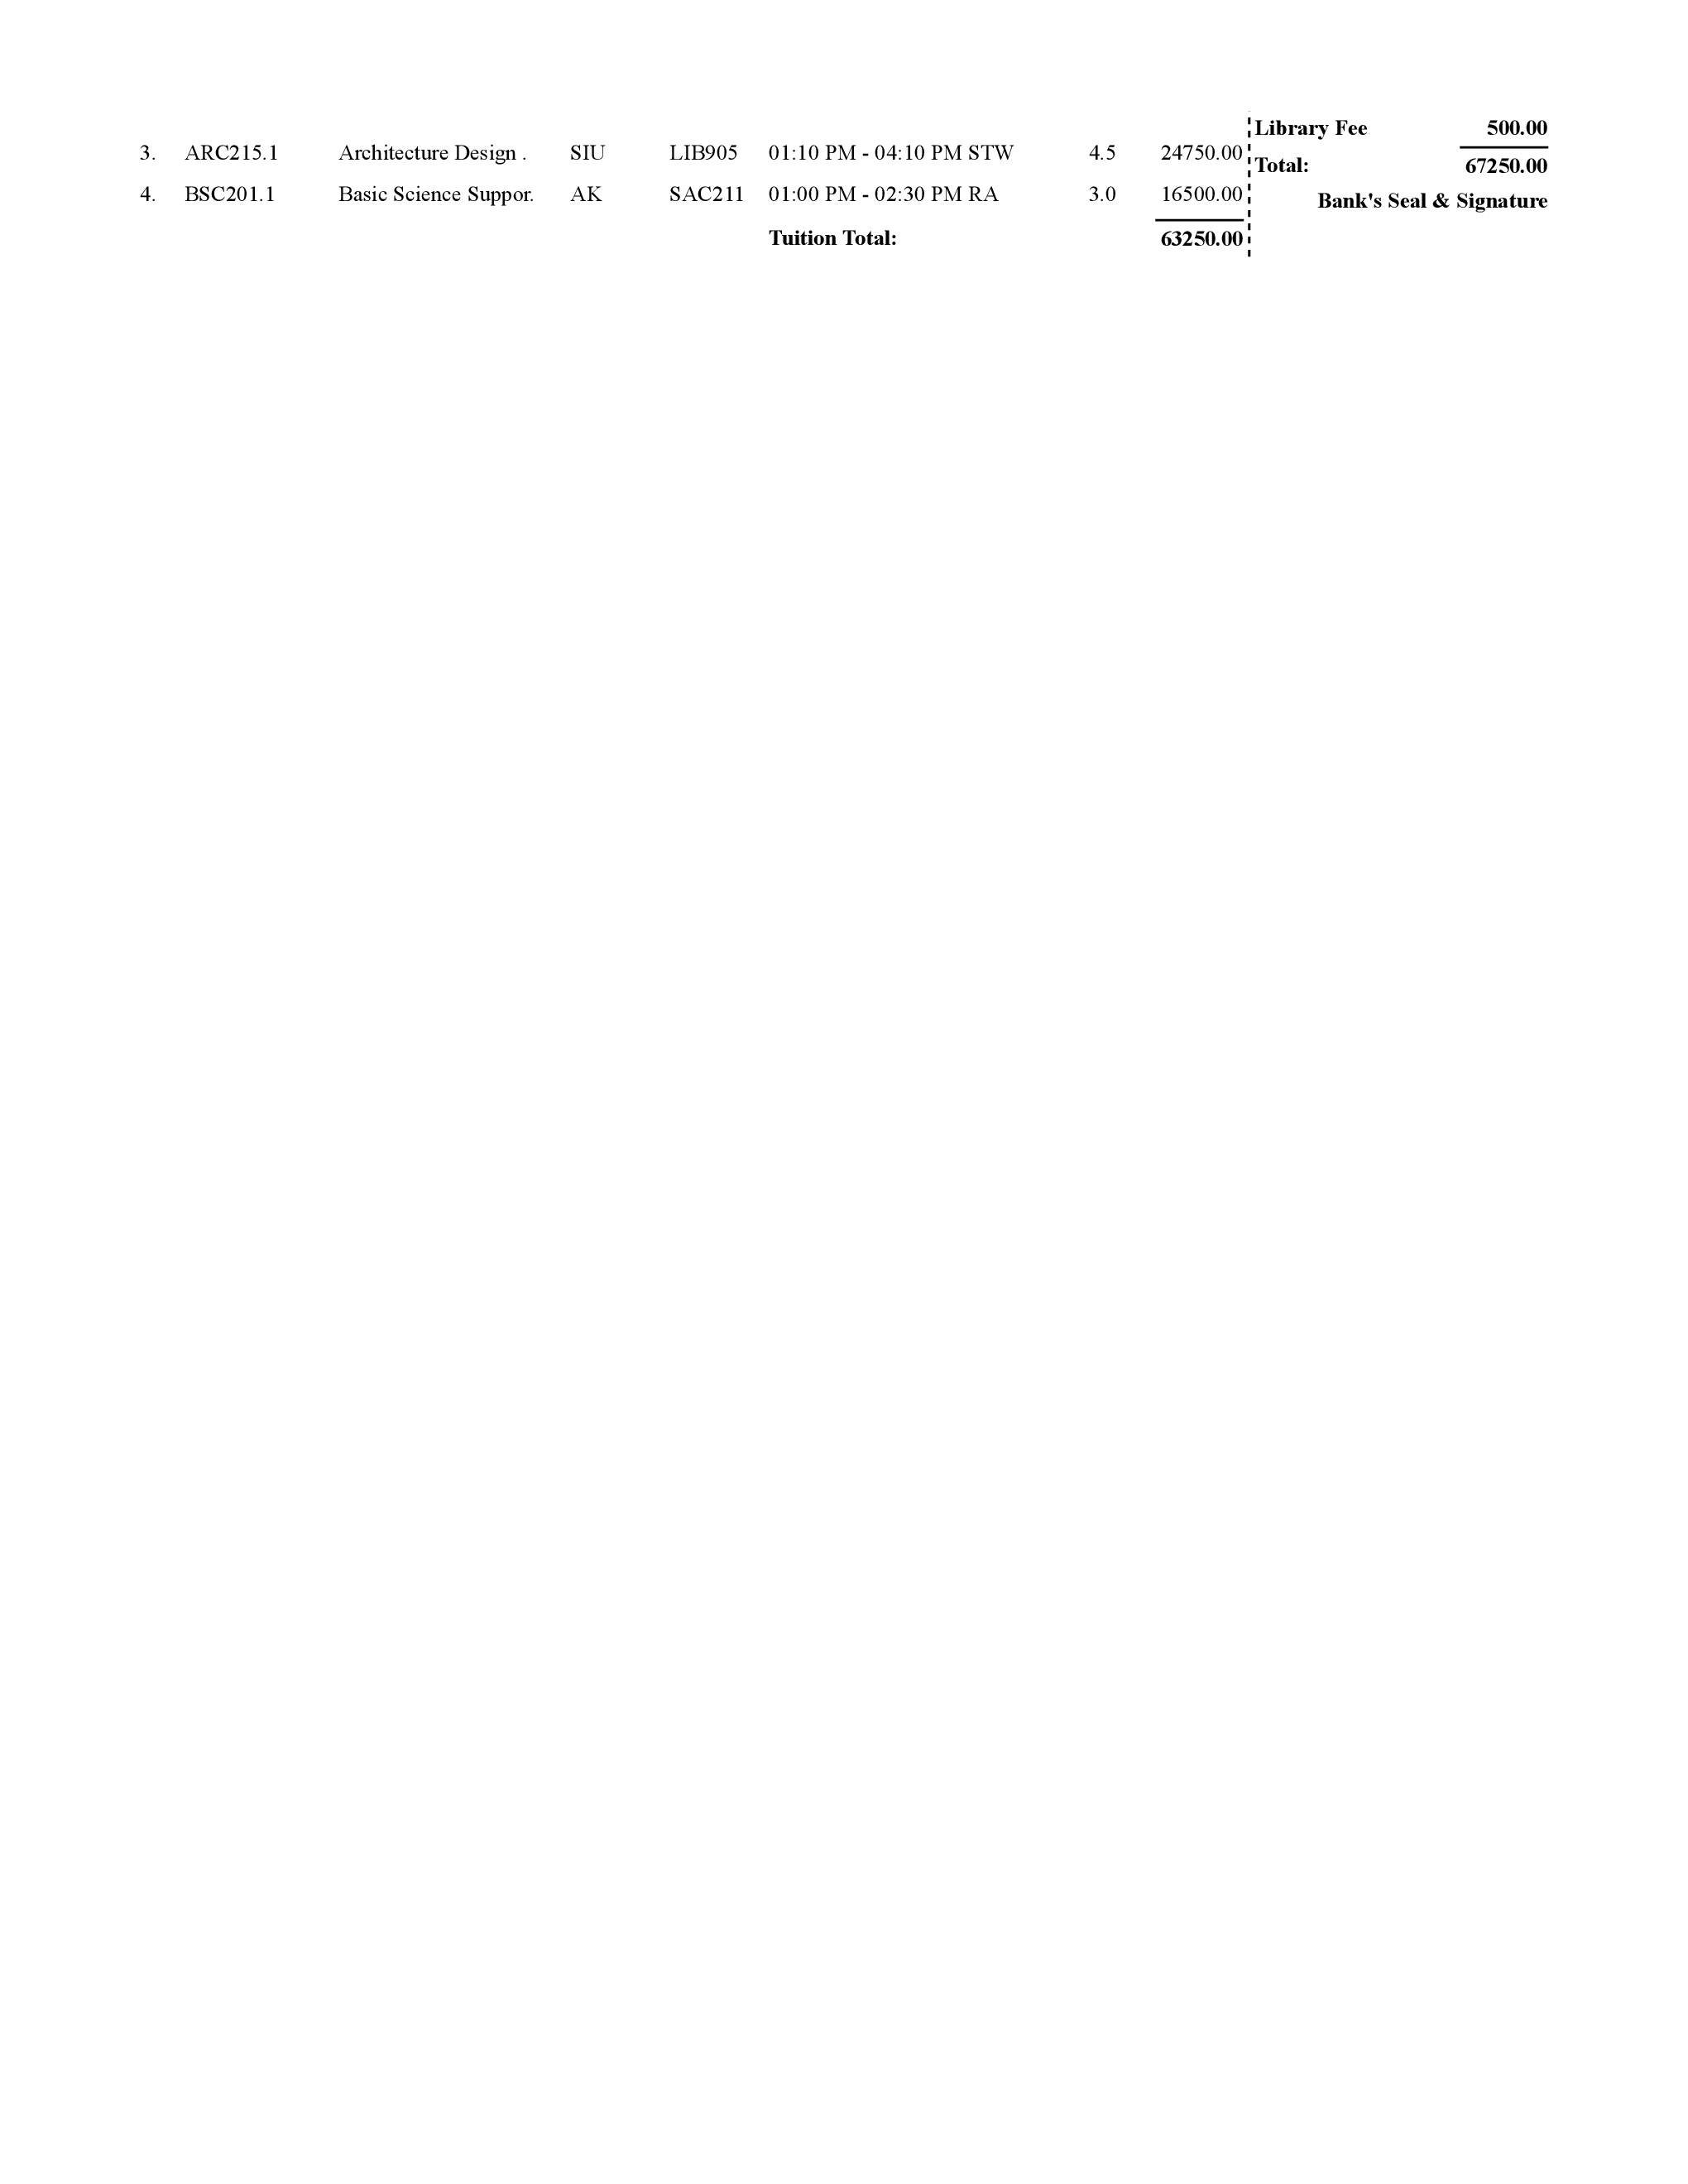 3. ARC215.1 Architecture Design . SIU LIB905 01:10 PM - 04:10 PM STW 4.5 24750.00
4. BSC201.1 Basic Science Suppor. AK SAC211 01:00 PM - 02:30 PM RA 3.0 16500.00
Tuition Total: 63250.00
Library Fee 500.00
Total: 67250.00
Bank's Seal & Signature